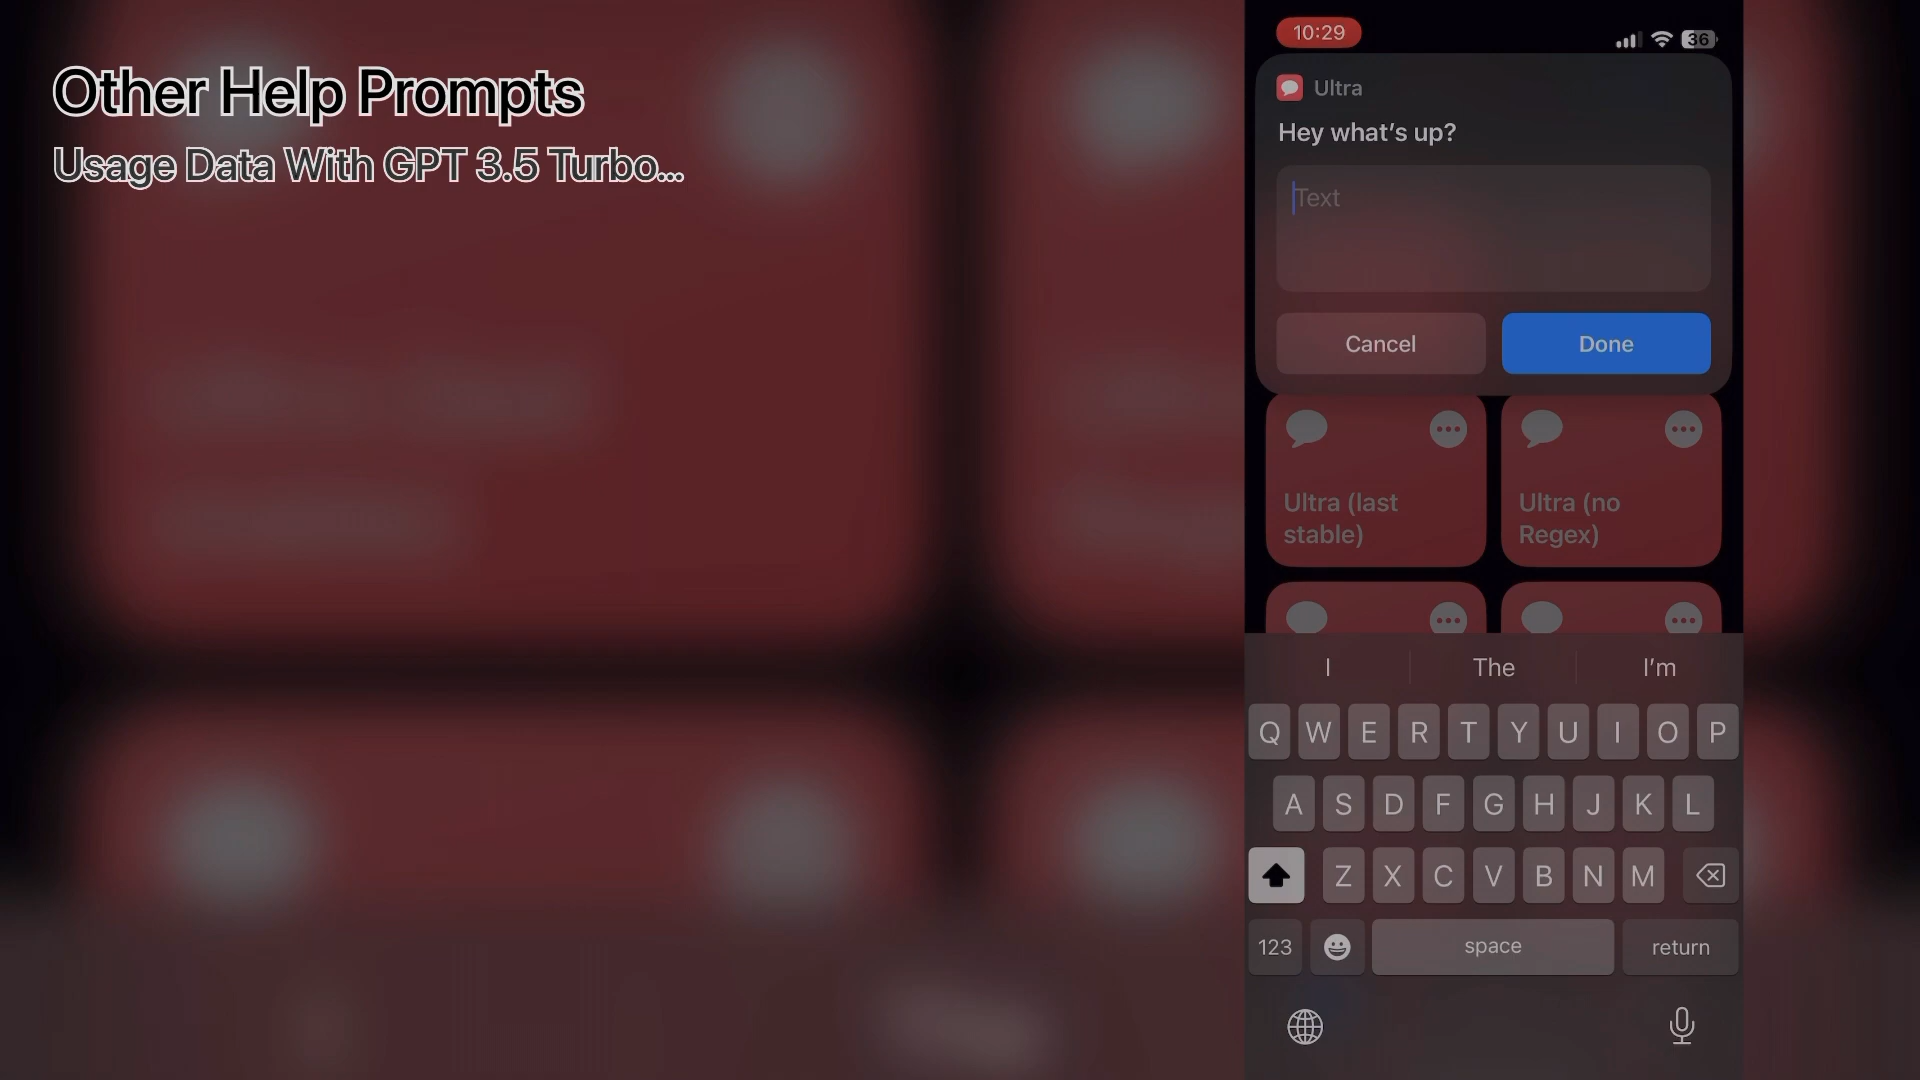 Other Help Prompts
Usage Data With GPT 3.5 Turbo...
10:29
36
Ultra
Hey what's up?
Text
Cancel
Done
Ultra (last
stable)
Ultra (no
Regex)
I The I'm
Q W E R T Y U I O P
A S D F G H J K L
Z X C V B N M
123 space return